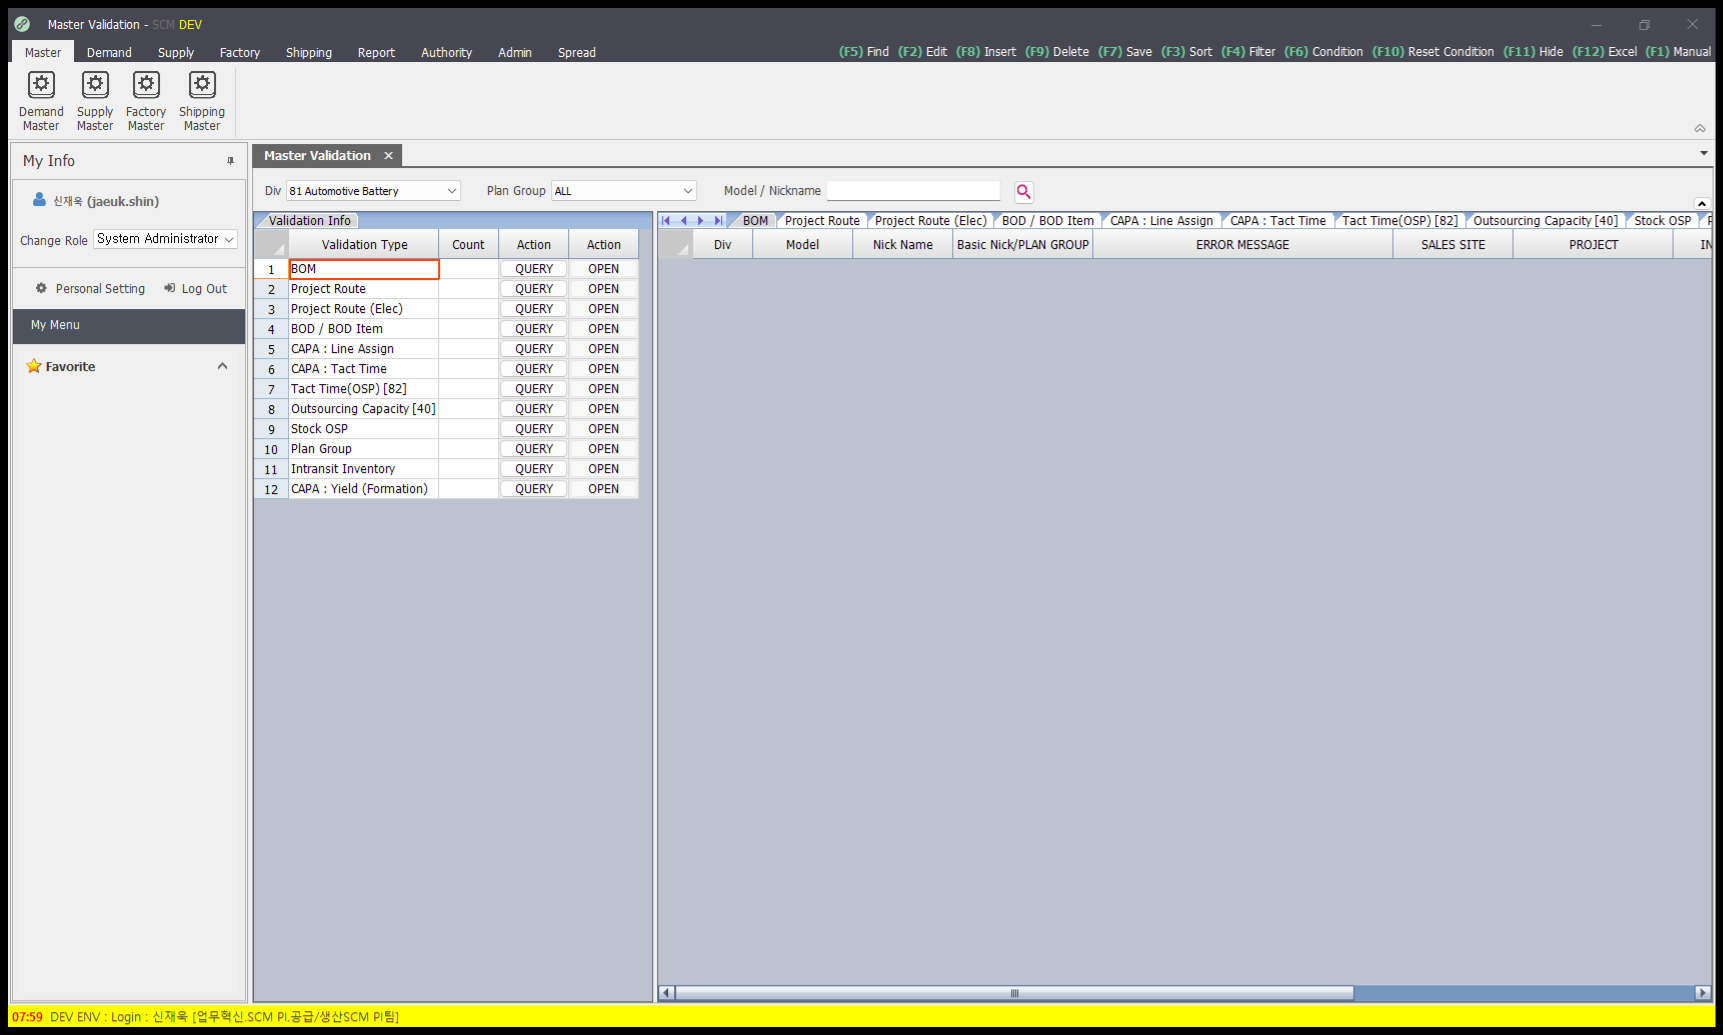 Master Validation - SCM DEV
Master Demand Supply Factory Shipping Report Authority Admin Spread (F5) Find (F2) Edit (F8) Insert (F9) Delete (F7) Save (F3) Sort (F4) Filter (F6) Condition (F10) Reset Condition (F11) Hide (F12) Excel (F1) Manual
Demand Supply Factory Shipping
Master Master Master Master
My Info
신재욱 (jaeuk.shin)
Change Role System Administrator
Personal Setting Log Out
My Menu
Favorite
Master Validation
Div 81 Automotive Battery Plan Group ALL Model / Nickname
Validation Info
Validation Type Count Action Action
1 BOM QUERY OPEN
2 Project Route QUERY OPEN
3 Project Route (Elec) QUERY OPEN
4 BOD / BOD Item QUERY OPEN
5 CAPA : Line Assign QUERY OPEN
6 CAPA : Tact Time QUERY OPEN
7 Tact Time(OSP) [82] QUERY OPEN
8 Outsourcing Capacity [40] QUERY OPEN
9 Stock OSP QUERY OPEN
10 Plan Group QUERY OPEN
11 Intransit Inventory QUERY OPEN
12 CAPA : Yield (Formation) QUERY OPEN
BOM Project Route Project Route (Elec) BOD / BOD Item CAPA : Line Assign CAPA : Tact Time Tact Time(OSP) [82] Outsourcing Capacity [40] Stock OSP
Div Model Nick Name Basic Nick/PLAN GROUP ERROR MESSAGE SALES SITE PROJECT IN
07:59 DEV ENV : Login : 신재욱 [업무혁신.SCM PI.공급/생산SCM PI팀]